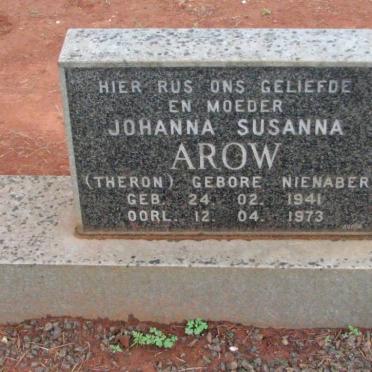 HIER RUS ONS GELIEFDE
EN MOEDER
JOHANNA SUSANNA
AROW
(THERON) GEBORE NIENABER
GEB. 24. 02. 1941
OORL. 12. 04. 1973